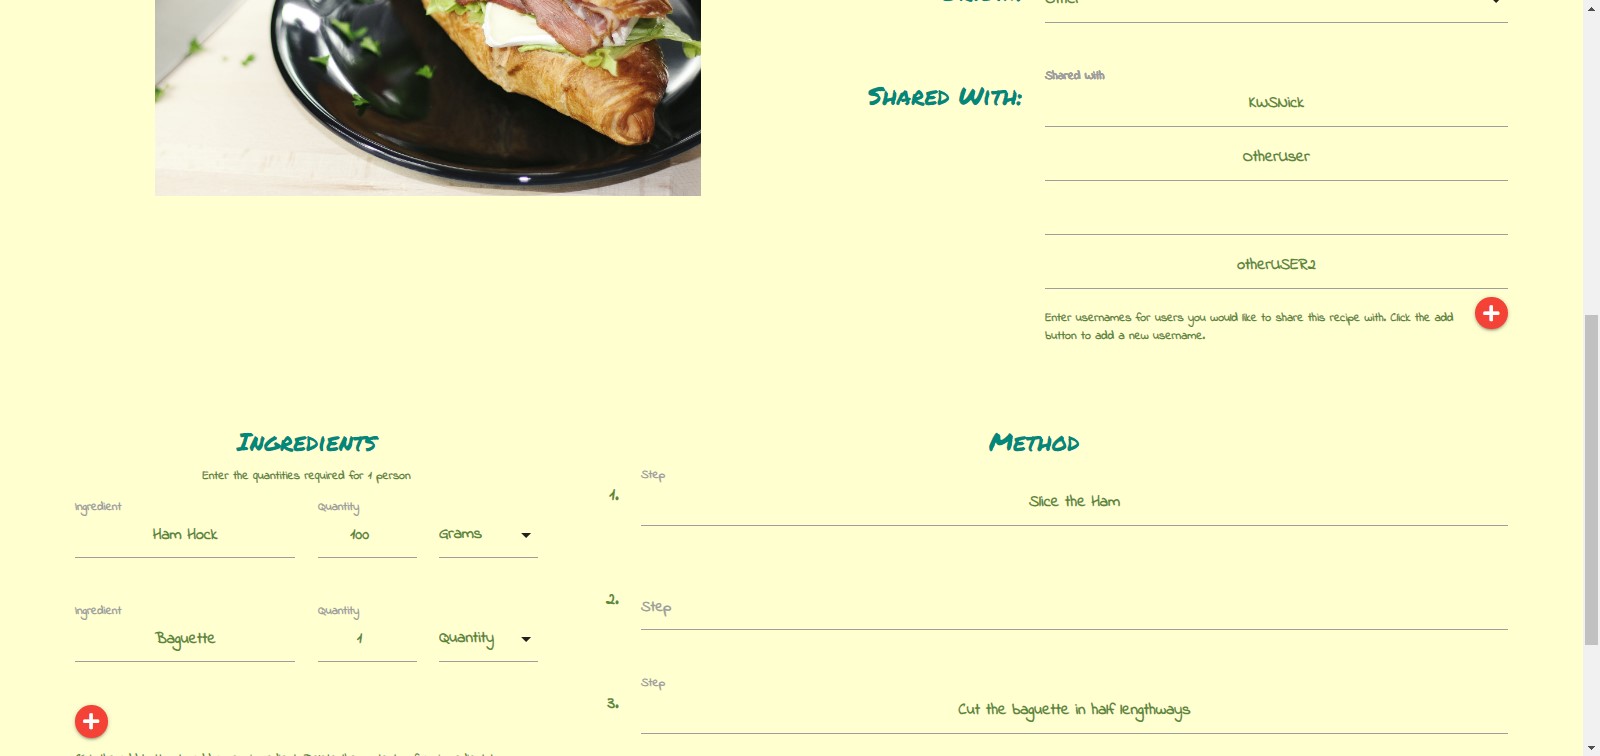 Other
Shared with
SHARED WITH:
KWSNick
OtherUser
otherUSER2
Enter usernames for users you would like to share this recipe with. Click the add
button to add a new username.
INGREDIENTS
Enter the quantities required for 1 person
Ingredient
Quantity
Ham Hock
100
Grams
Ingredient
Quantity
Baguette
1
Quantity
METHOD
Step
1.
Slice the Ham
2.
Step
Step
3.
Cut the baguette in half lengthways